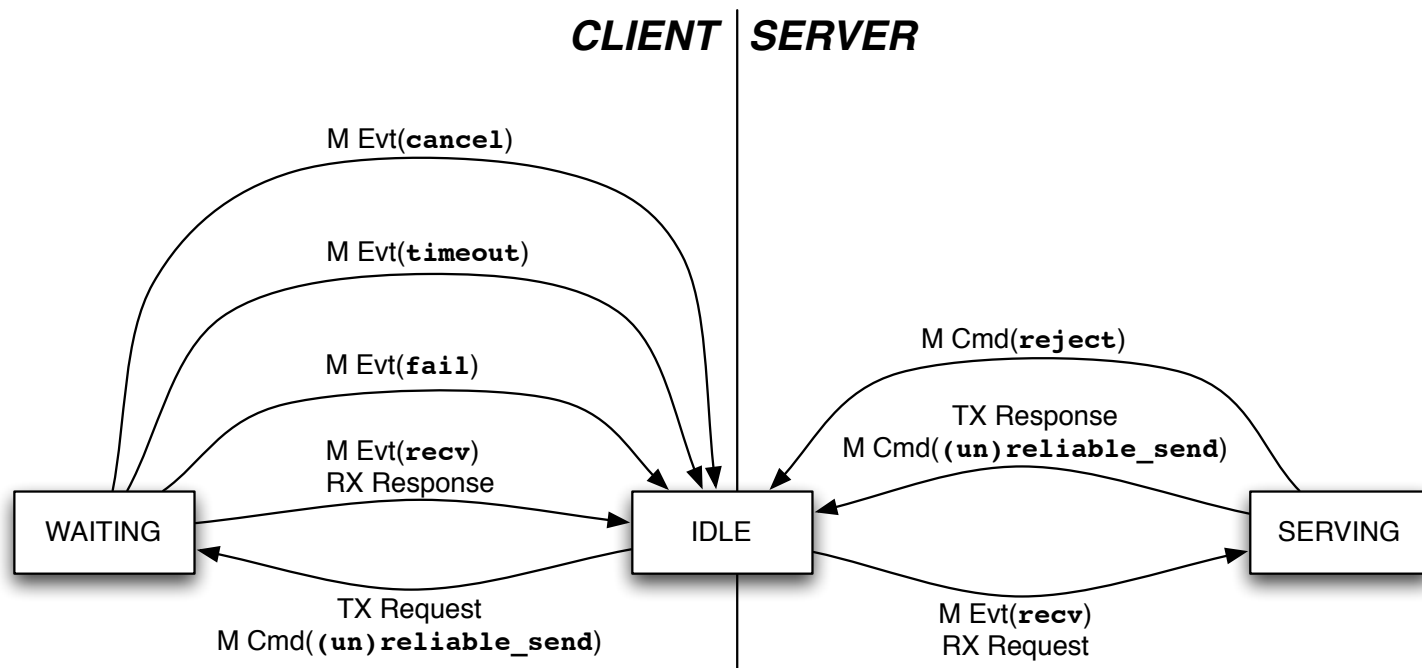 CLIENT SERVER
M Evt(cancel)
M Evt(timeout)
M Evt(fail)
M Evt(recv)
RX Response
M Cmd(reject)
TX Response
M Cmd((un)reliable_send)
WAITING
IDLE
SERVING
TX Request
M Cmd((un)reliable_send)
M Evt(recv)
RX Request